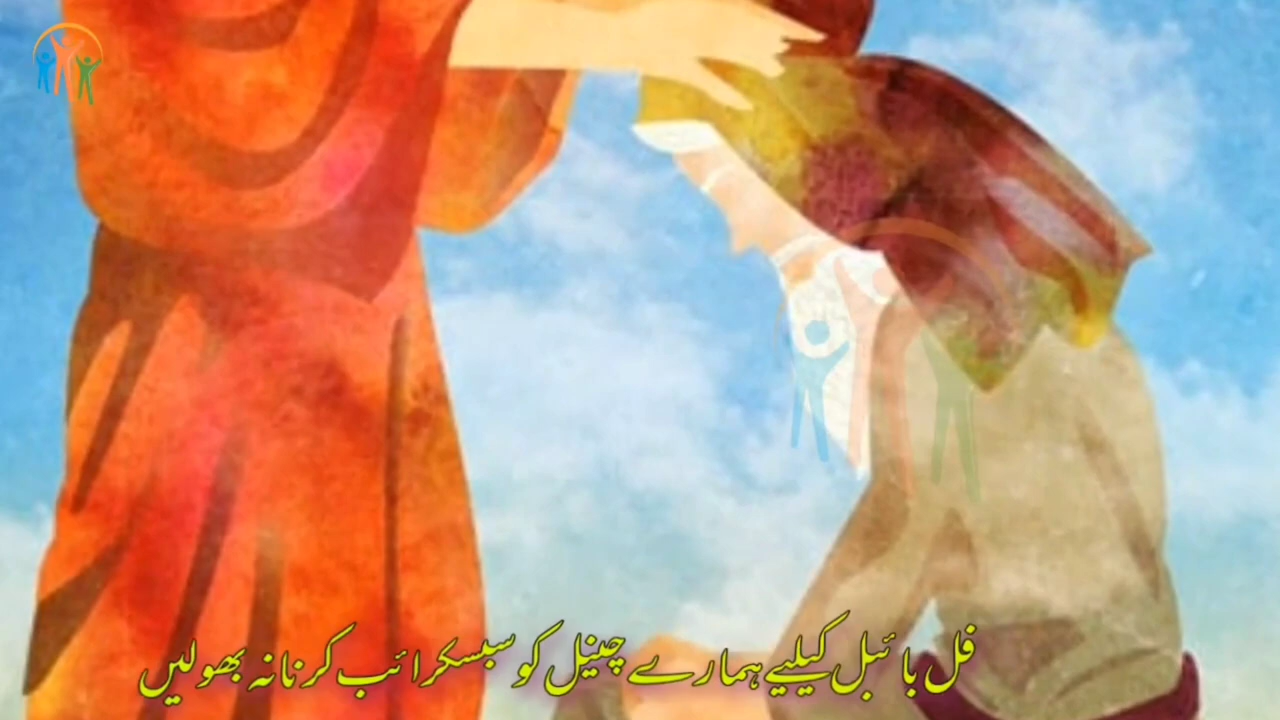 فل بائبل کیلیے ہمارے چینل کو سبسکرائب کرنا نہ بھولیں